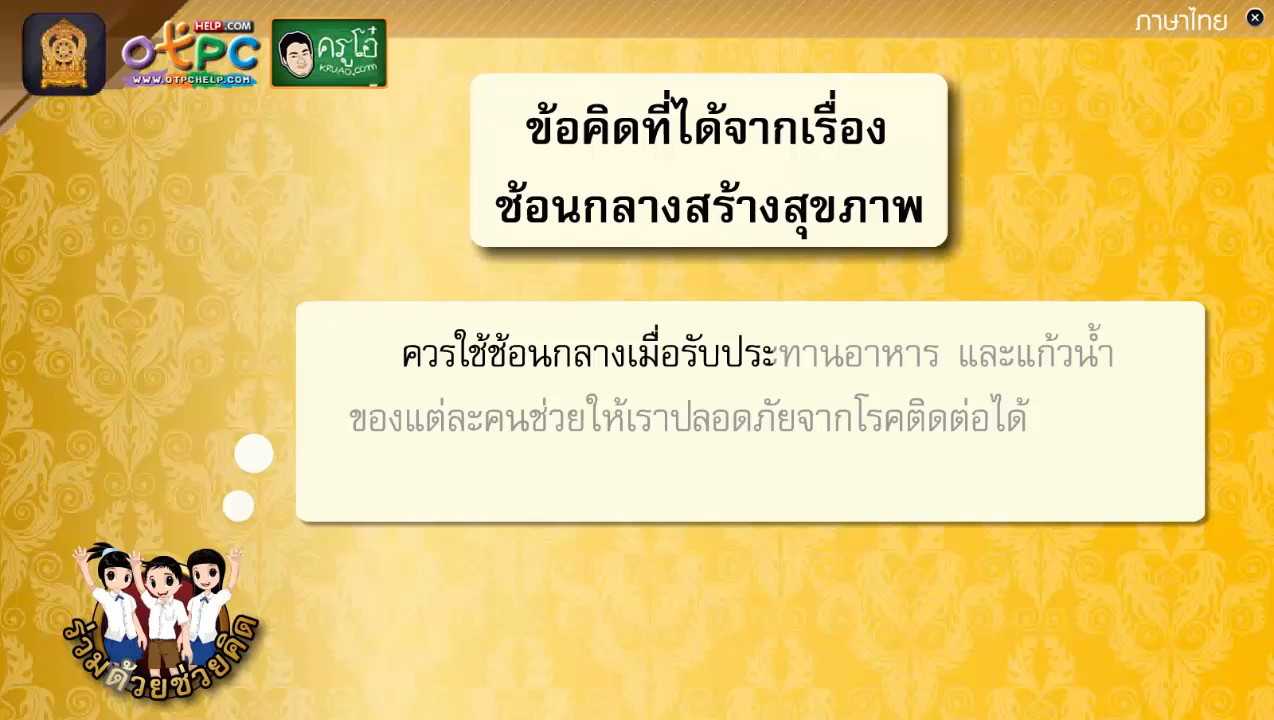 ภาษาไทย
HELP.COM
OTPC
WWW.OTPCHELP.COM
ครูโอ๋
KRUAO.COM
ข้อคิดที่ได้จากเรื่อง
ช้อนกลางสร้างสุขภาพ
ควรใช้ช้อนกลางเมื่อรับประทานอาหาร และแก้วน้ำ
ของแต่ละคนช่วยให้เราปลอดภัยจากโรคติดต่อได้
ร่วมด้วยช่วยคิด